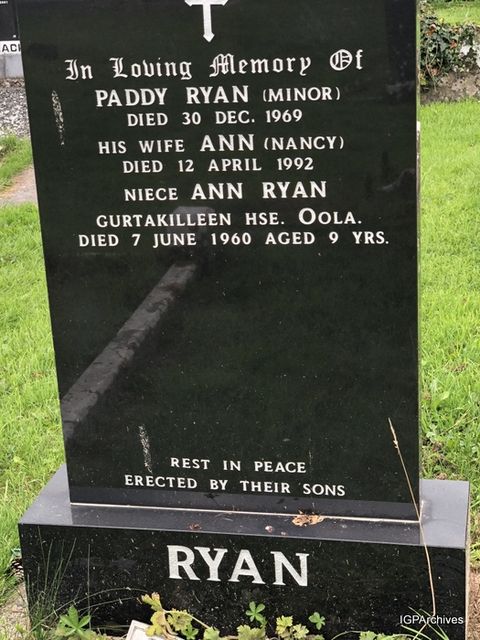 In Loving Memory Of
PADDY RYAN (MINOR)
DIED 30 DEC. 1969
HIS WIFE ANN (NANCY)
DIED 12 APRIL 1992
NIECE ANN RYAN
GURTAKILLEEN HSE. OOLA.
DIED 7 JUNE 1960 AGED 9 YRS.
REST IN PEACE
ERECTED BY THEIR SONS
RYAN
IGPArchives